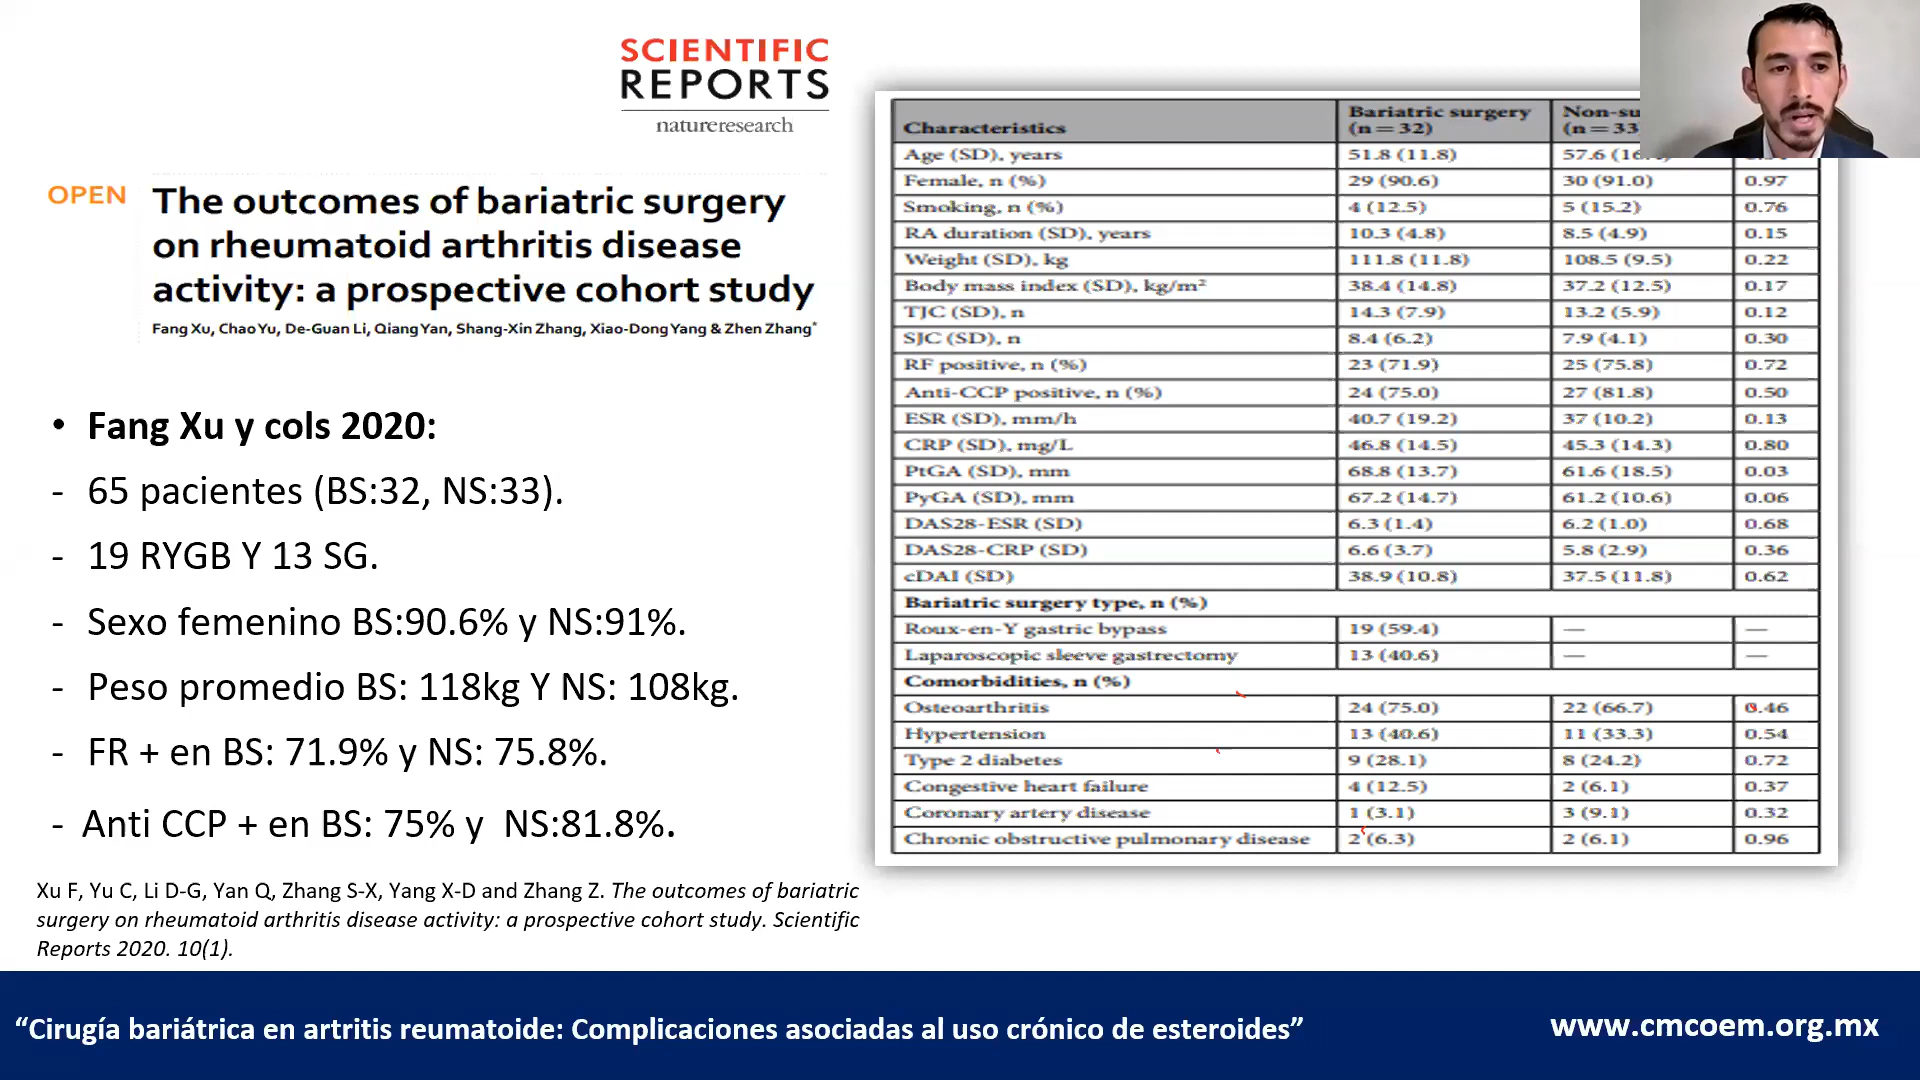 SCIENTIFIC
REPORTS
natureresearch
OPEN
The outcomes of bariatric surgery
on rheumatoid arthritis disease
activity: a prospective cohort study
Fang Xu, Chao Yu, De-Guan Li, Qiang Yan, Shang-Xin Zhang, Xiao-Dong Yang & Zhen Zhang*
• Fang Xu y cols 2020:
- 65 pacientes (BS:32, NS:33).
- 19 RYGB Y 13 SG.
- Sexo femenino BS:90.6% y NS:91%.
- Peso promedio BS: 118kg Y NS: 108kg.
- FR + en BS: 71.9% y NS: 75.8%.
- Anti CCP + en BS: 75% y NS:81.8%.
Xu F, Yu C, Li D-G, Yan Q, Zhang S-X, Yang X-D and Zhang Z. The outcomes of bariatric
surgery on rheumatoid arthritis disease activity: a prospective cohort study. Scientific
Reports 2020. 10(1).
Characteristics Bariatric surgery (n=32) (n=33
Age (SD), years 51.8 (11.8) 57.6
Female, n (%) 29 (90.6) 30 (91.0) 0.97
Smoking, n (%) 4 (12.5) 5 (15.2) 0.76
RA duration (SD), years 10.3 (4.8) 8.5 (4.9) 0.15
Weight (SD), kg 111.8 (11.8) 108.5 (9.5) 0.22
Body mass index (SD), kg/m² 38.4 (14.8) 37.2 (12.5) 0.17
TJC (SD), n 14.3 (7.9) 13.2 (5.9) 0.12
SJC (SD), n 8.4 (6.2) 7.9 (4.1) 0.30
RF positive, n (%) 23 (71.9) 25 (75.8) 0.72
Anti-CCP positive, n (%) 24 (75.0) 27 (81.8) 0.50
ESR (SD), mm/h 40.7 (19.2) 37 (10.2) 0.13
CRP (SD), mg/L 46.8 (14.5) 45.3 (14.3) 0.80
PtGA (SD), mm 68.8 (13.7) 61.6 (18.5) 0.03
PyGA (SD), mm 67.2 (14.7) 61.2 (10.6) 0.06
DAS28-ESR (SD) 6.3 (1.4) 6.2 (1.0) 0.68
DAS28-CRP (SD) 6.6 (3.7) 5.8 (2.9) 0.36
cDAI (SD) 38.9 (10.8) 37.5 (11.8) 0.62
Bariatric surgery type, n (%)
Roux-en-Y gastric bypass 19 (59.4) — —
Laparoscopic sleeve gastrectomy 13 (40.6) — —
Comorbidities, n (%)
Osteoarthritis 24 (75.0) 22 (66.7) 0.46
Hypertension 13 (40.6) 11 (33.3) 0.54
Type 2 diabetes 9 (28.1) 8 (24.2) 0.72
Congestive heart failure 4 (12.5) 2 (6.1) 0.37
Coronary artery disease 1 (3.1) 3 (9.1) 0.32
Chronic obstructive pulmonary disease 2 (6.3) 2 (6.1) 0.96
“Cirugía bariátrica en artritis reumatoide: Complicaciones asociadas al uso crónico de esteroides”
www.cmcoem.org.mx